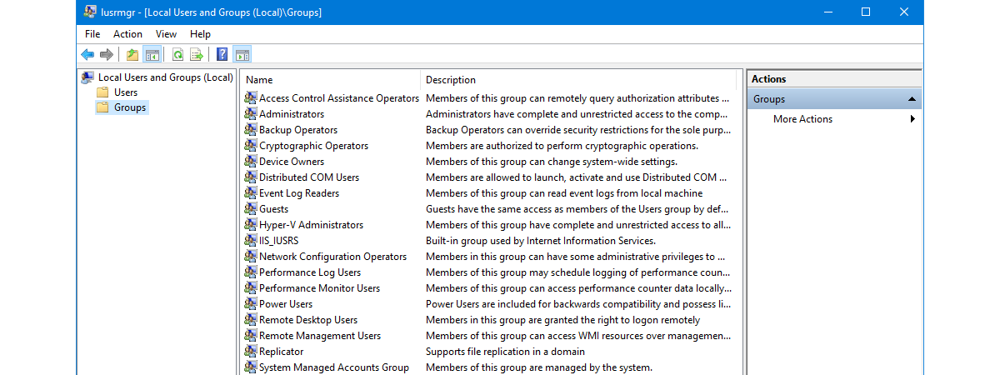 lusrmgr - [Local Users and Groups (Local)\Groups]
File Action View Help
Local Users and Groups (Local)
Users
Groups
Name Description
Access Control Assistance Operators Members of this group can remotely query authorization attributes ...
Administrators Administrators have complete and unrestricted access to the comp...
Backup Operators Backup Operators can override security restrictions for the sole purp...
Cryptographic Operators Members are authorized to perform cryptographic operations.
Device Owners Members of this group can change system-wide settings.
Distributed COM Users Members are allowed to launch, activate and use Distributed COM ...
Event Log Readers Members of this group can read event logs from local machine
Guests Guests have the same access as members of the Users group by def...
Hyper-V Administrators Members of this group have complete and unrestricted access to all...
IIS_IUSRS Built-in group used by Internet Information Services.
Network Configuration Operators Members in this group can have some administrative privileges to ...
Performance Log Users Members of this group may schedule logging of performance coun...
Performance Monitor Users Members of this group can access performance counter data locally...
Power Users Power Users are included for backwards compatibility and possess li...
Remote Desktop Users Members in this group are granted the right to logon remotely
Remote Management Users Members of this group can access WMI resources over managemen...
Replicator Supports file replication in a domain
System Managed Accounts Group Members of this group are managed by the system.
Actions
Groups
More Actions